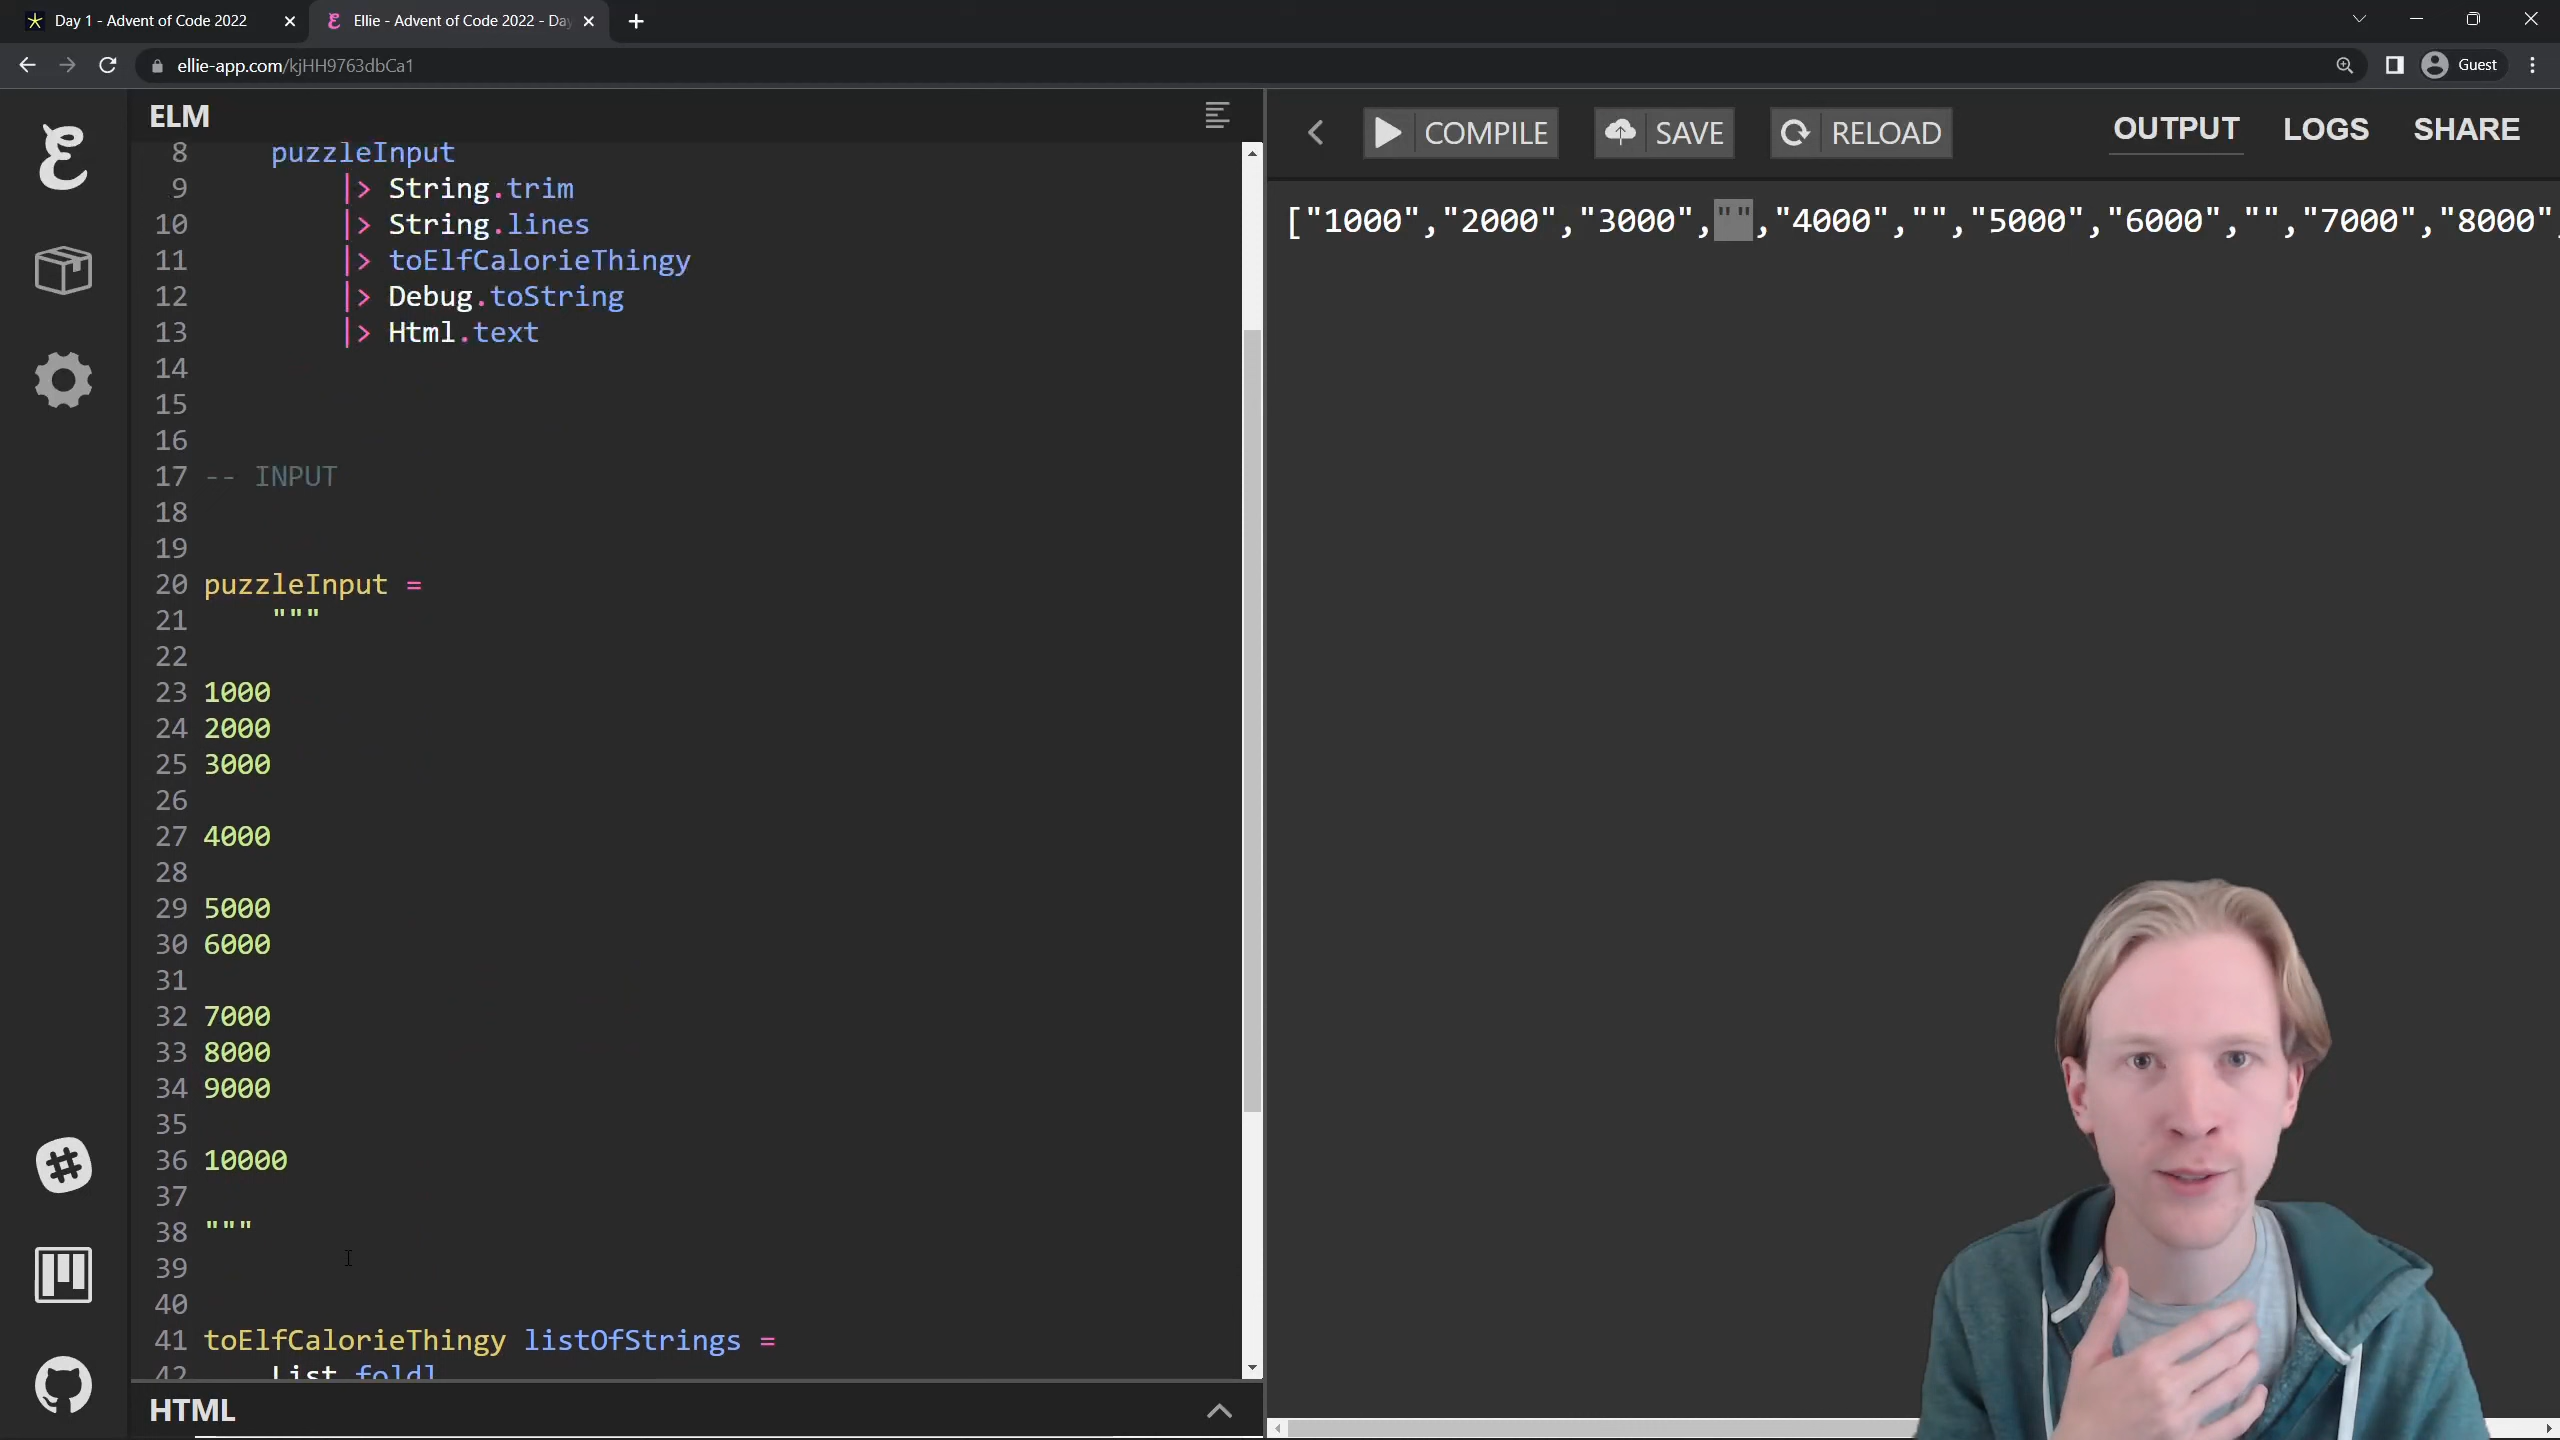 Day 1 - Advent of Code 2022
Ellie - Advent of Code 2022 - Da
ellie-app.com/kjHH9763dbCa1
Guest
ELM
COMPILE
SAVE
RELOAD
OUTPUT
LOGS
SHARE
8 puzzleInput
9 |> String.trim
10 |> String.lines
11 |> toElfCalorieThingy
12 |> Debug.toString
13 |> Html.text
14
15
16
17 -- INPUT
18
19
20 puzzleInput =
21 """
22
23 1000
24 2000
25 3000
26
27 4000
28
29 5000
30 6000
31
32 7000
33 8000
34 9000
35
36 10000
37
38 """
39
40
41 toElfCalorieThingy listOfStrings =
42 List.foldl
["1000","2000","3000","","4000","","5000","6000","","7000","8000",
HTML